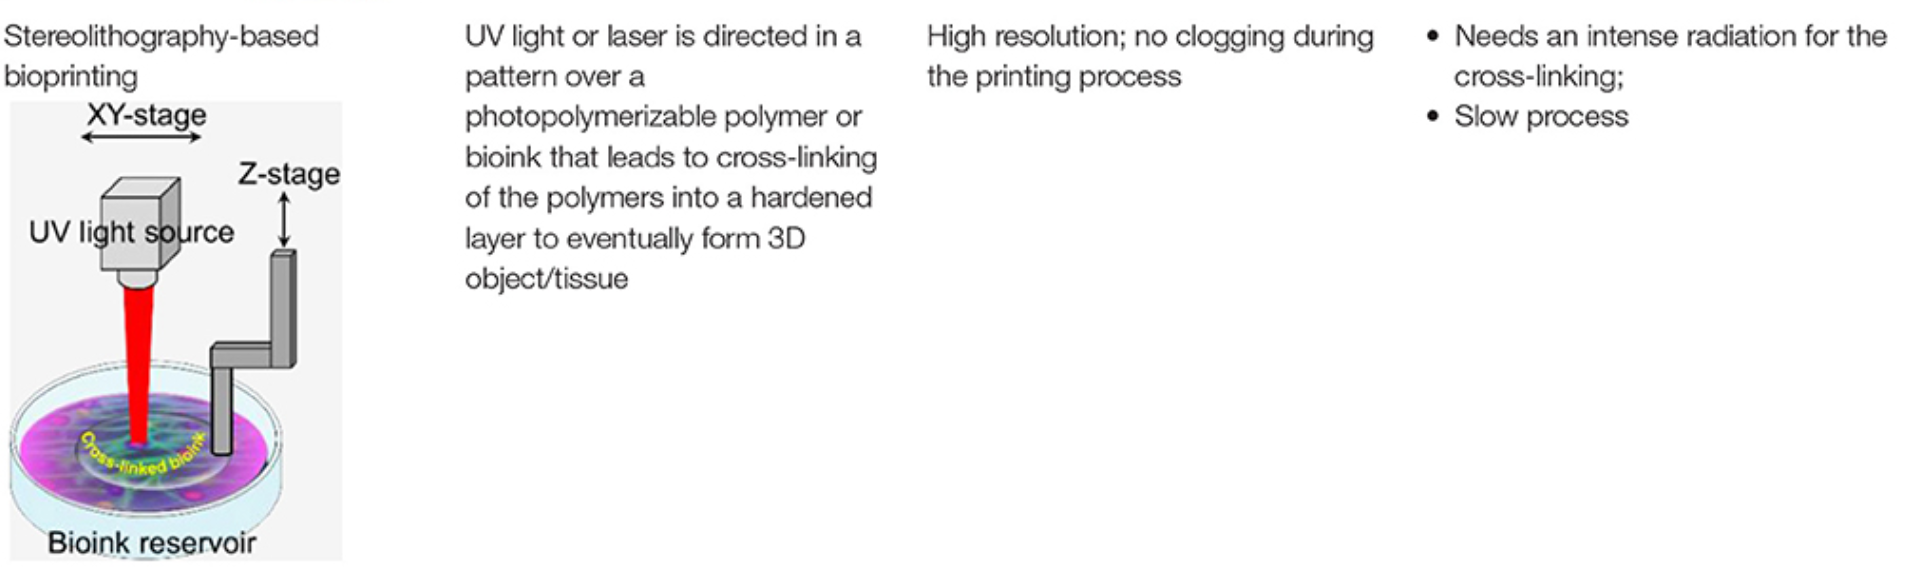 Stereolithography-based
bioprinting
XY-stage
Z-stage
UV light source
Cross-linked bioink
Bioink reservoir
UV light or laser is directed in a
pattern over a
photopolymerizable polymer or
bioink that leads to cross-linking
of the polymers into a hardened
layer to eventually form 3D
object/tissue
High resolution; no clogging during
the printing process
• Needs an intense radiation for the
cross-linking;
• Slow process